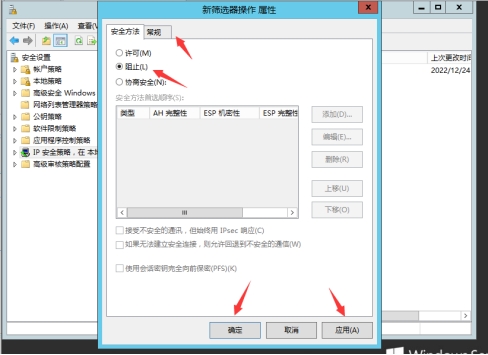 新筛选器操作 属性
文件(F) 操作(A) 查看(V
安全设置
帐户策略
本地策略
高级安全 Windows
网络列表管理器策略
公钥策略
软件限制策略
应用程序控制策略
IP 安全策略，在 本地
高级审核策略配置
安全方法 常规
许可(M)
阻止(L)
协商安全(N):
安全方法首选顺序(S):
类型 AH 完整性 ESP 机密性 ESP 完整性
添加(D)...
编辑(E)...
删除(R)
上移(U)
下移(O)
接受不安全的通讯，但始终用 IPsec 响应(C)
如果无法建立安全连接，则允许回退到不安全的通信(W)
使用会话密钥完全向前保密(PFS)(K)
确定 取消 应用(A)
上次更改时间
2022/12/24
Windows Se